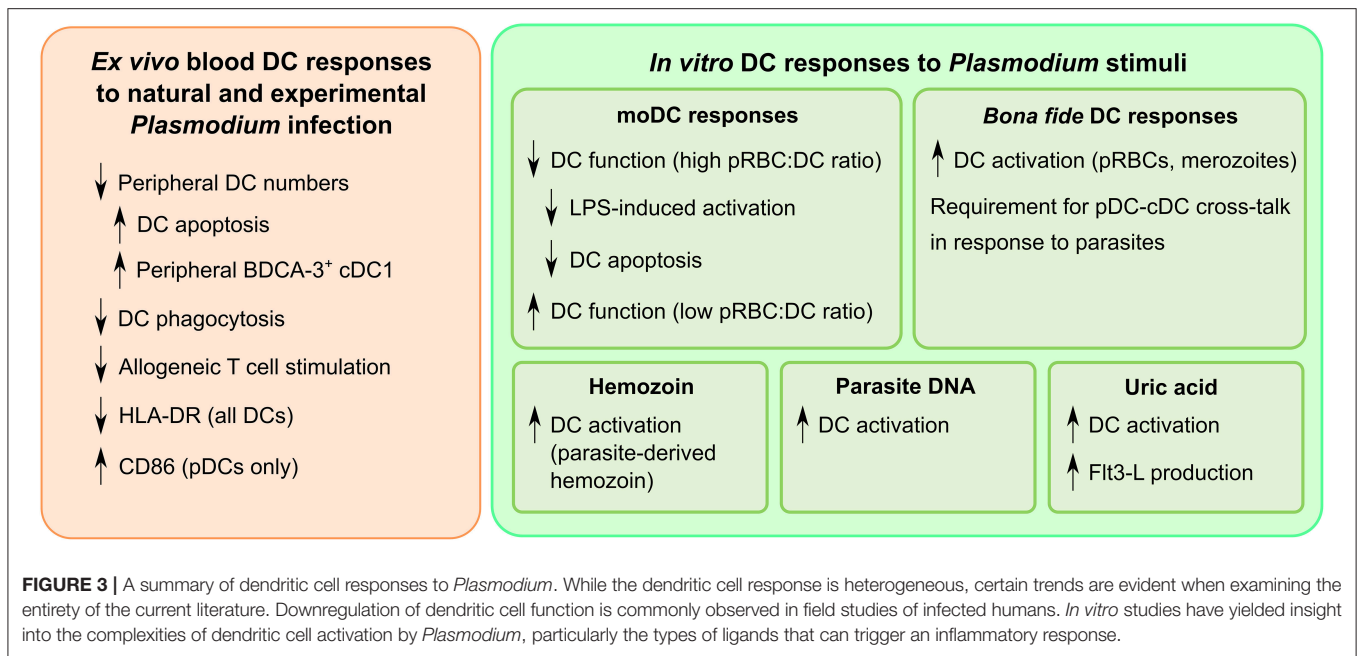 Ex vivo blood DC responses
to natural and experimental
Plasmodium infection
↓ Peripheral DC numbers
↑ DC apoptosis
↑ Peripheral BDCA-3⁺ cDC1
↓ DC phagocytosis
↓ Allogeneic T cell stimulation
↓ HLA-DR (all DCs)
↑ CD86 (pDCs only)
In vitro DC responses to Plasmodium stimuli
moDC responses
↓ DC function (high pRBC:DC ratio)
↓ LPS-induced activation
↓ DC apoptosis
↑ DC function (low pRBC:DC ratio)
Bona fide DC responses
↑ DC activation (pRBCs, merozoites)
Requirement for pDC-cDC cross-talk
in response to parasites
Hemozoin
↑ DC activation
(parasite-derived
hemozoin)
Parasite DNA
↑ DC activation
Uric acid
↑ DC activation
↑ Flt3-L production
FIGURE 3 | A summary of dendritic cell responses to Plasmodium. While the dendritic cell response is heterogeneous, certain trends are evident when examining the
entirety of the current literature. Downregulation of dendritic cell function is commonly observed in field studies of infected humans. In vitro studies have yielded insight
into the complexities of dendritic cell activation by Plasmodium, particularly the types of ligands that can trigger an inflammatory response.